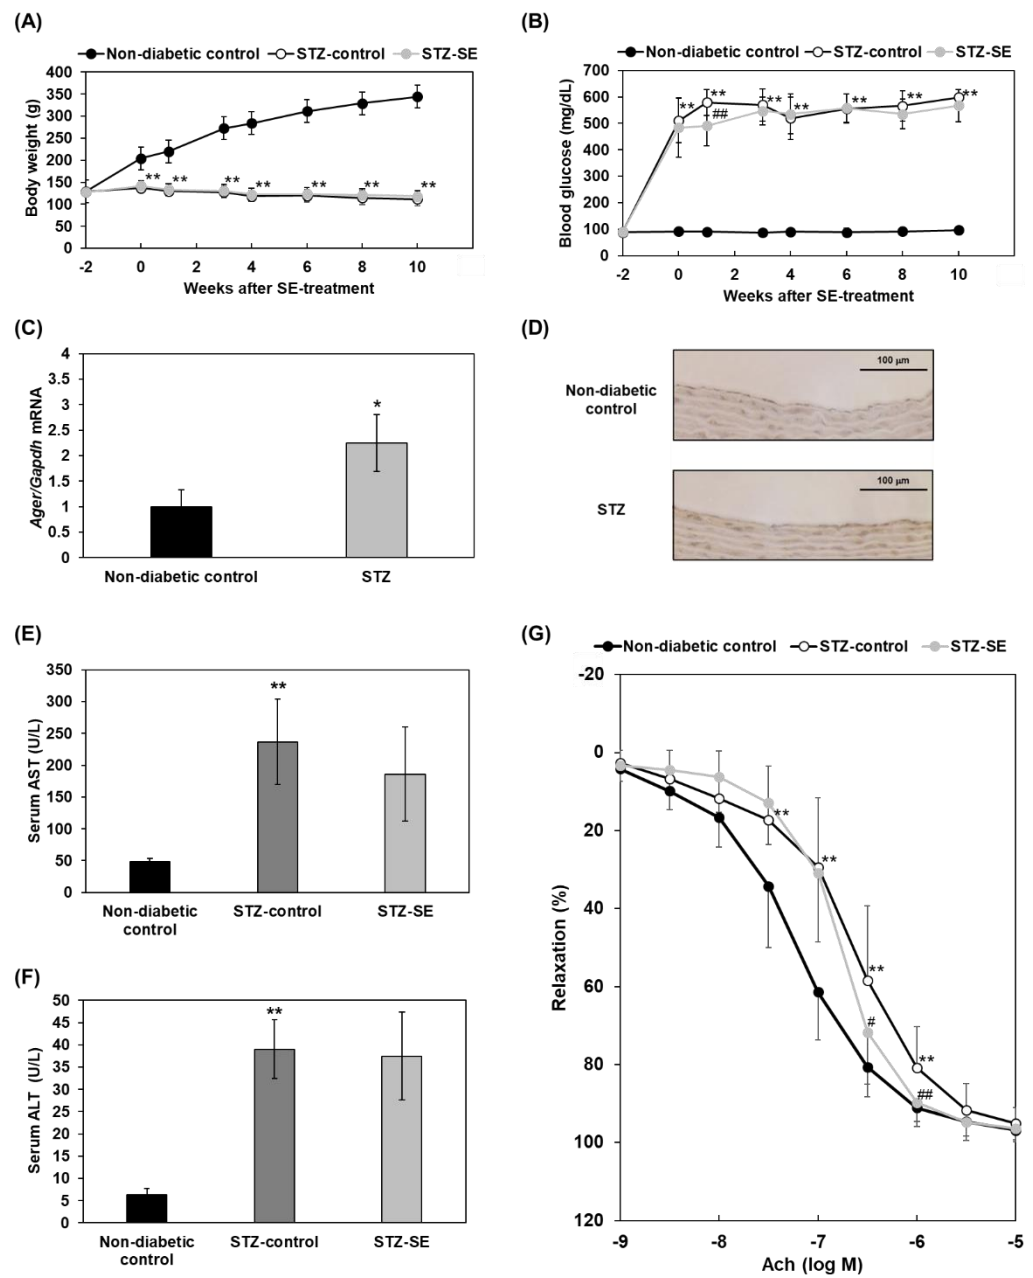 (A)
Non-diabetic control STZ-control STZ-SE
400
350
300
250
200
150
100
50
0
Body weight (g)
** ** ** ** ** ** **
-2 0 2 4 6 8 10
Weeks after SE-treatment
(B)
Non-diabetic control STZ-control STZ-SE
700
600
500
400
300
200
100
0
Blood glucose (mg/dL)
** ** ** ** ** ** **
##
-2 0 2 4 6 8 10
Weeks after SE-treatment
(C)
4
3.5
3
2.5
2
1.5
1
0.5
0
Ager/Gapdh mRNA
*
Non-diabetic control STZ
(D)
Non-diabetic
control
100 μm
STZ
100 μm
(E)
350
300
250
200
150
100
50
0
Serum AST (U/L)
**
Non-diabetic
control
STZ-control
STZ-SE
(F)
50
45
40
35
30
25
20
15
10
5
0
Serum ALT (U/L)
**
Non-diabetic
control
STZ-control
STZ-SE
(G)
Non-diabetic control STZ-control STZ-SE
-20
0
20
40
60
80
100
120
Relaxation (%)
**
**
**
#
**
##
-9 -8 -7 -6 -5
Ach (log M)